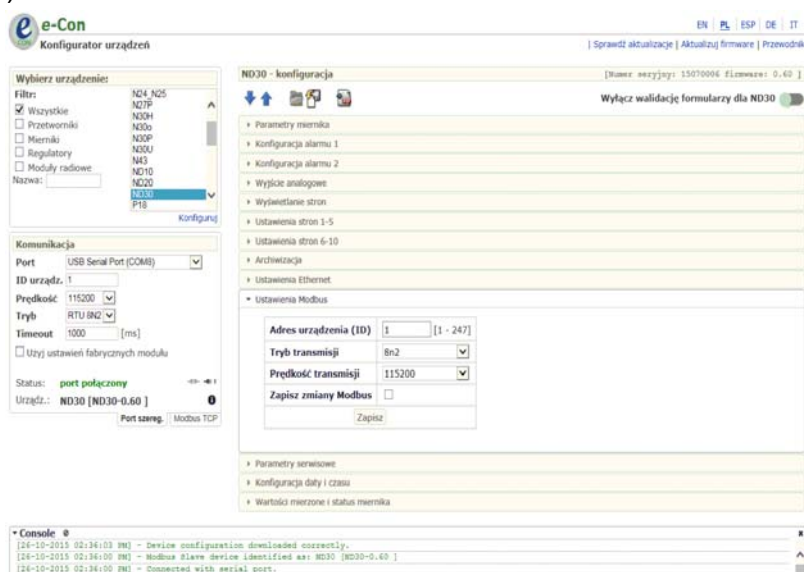 e-Con
Konfigurator urządzeń
EN | PL | ESP | DE | IT
| Sprawdź aktualizacje | Aktualizuj firmware | Przewodnik
Wybierz urządzenie:
Filtr:
Wszystkie
Przetworniki
Mierniki
Regulatory
Moduły radiowe
Nazwa:
N24_N25
N27P
N30H
N30o
N30P
N30U
N43
ND10
ND20
ND30
P18
Konfiguruj
Komunikacja
Port USB Serial Port (COM8)
ID urządz. 1
Prędkość 115200
Tryb RTU 8N2
Timeout 1000 [ms]
Użyj ustawień fabrycznych modułu
Status: port połączony
Urządz.: ND30 [ND30-0.60 ]
Port szereg. Modbus TCP
ND30 - konfiguracja [Numer seryjny: 15070006 firmware: 0.60 ]
Wyłącz walidację formularzy dla ND30
Parametry miernika
Konfiguracja alarmu 1
Konfiguracja alarmu 2
Wyjście analogowe
Wyświetlanie stron
Ustawienia stron 1-5
Ustawienia stron 6-10
Archiwizacja
Ustawienia Ethernet
Ustawienia Modbus
Adres urządzenia (ID) 1 [1 - 247]
Tryb transmisji 8n2
Prędkość transmisji 115200
Zapisz zmiany Modbus
Zapisz
Parametry serwisowe
Konfiguracja daty i czasu
Wartości mierzone i status miernika
Console 0
[26-10-2015 02:36:03 PM] - Device configuration downloaded correctly.
[26-10-2015 02:36:00 PM] - Modbus Slave device identified as: ND30 [ND30-0.60 ]
[26-10-2015 02:36:00 PM] - Connected with serial port.